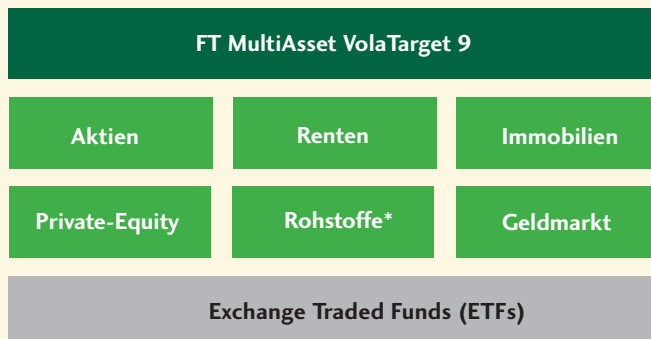 FT MultiAsset VolaTarget 9
Aktien
Renten
Immobilien
Private-Equity
Rohstoffe*
Geldmarkt
Exchange Traded Funds (ETFs)